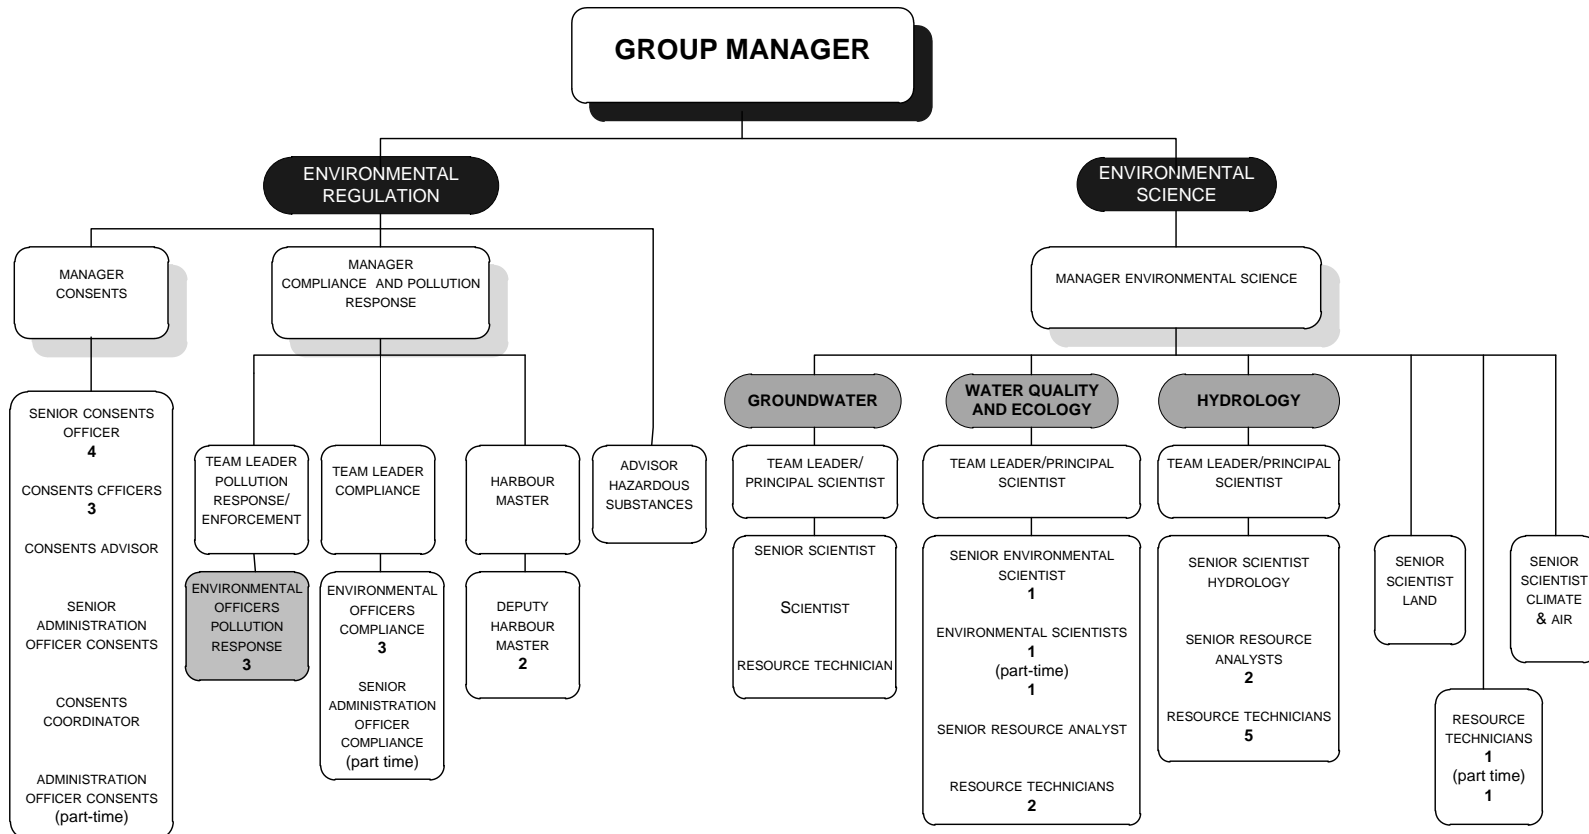 GROUP MANAGER
ENVIRONMENTAL
REGULATION
ENVIRONMENTAL
SCIENCE
MANAGER
CONSENTS
MANAGER
COMPLIANCE AND POLLUTION
RESPONSE
MANAGER ENVIRONMENTAL SCIENCE
SENIOR CONSENTS
OFFICER
4
CONSENTS CFFICERS
3
CONSENTS ADVISOR
SENIOR
ADMINISTRATION
OFFICER CONSENTS
CONSENTS
COORDINATOR
ADMINISTRATION
OFFICER CONSENTS
(part-time)
TEAM LEADER
POLLUTION
RESPONSE/
ENFORCEMENT
ENVIRONMENTAL
OFFICERS
POLLUTION
RESPONSE
3
TEAM LEADER
COMPLIANCE
ENVIRONMENTAL
OFFICERS
COMPLIANCE
3
SENIOR
ADMINISTRATION
OFFICER
COMPLIANCE
(part time)
HARBOUR
MASTER
DEPUTY
HARBOUR
MASTER
2
ADVISOR
HAZARDOUS
SUBSTANCES
GROUNDWATER
TEAM LEADER/
PRINCIPAL SCIENTIST
SENIOR SCIENTIST
SCIENTIST
RESOURCE TECHNICIAN
WATER QUALITY
AND ECOLOGY
TEAM LEADER/PRINCIPAL
SCIENTIST
SENIOR ENVIRONMENTAL
SCIENTIST
1
ENVIRONMENTAL SCIENTISTS
1
(part-time)
1
SENIOR RESOURCE ANALYST
RESOURCE TECHNICIANS
2
HYDROLOGY
TEAM LEADER/PRINCIPAL
SCIENTIST
SENIOR SCIENTIST
HYDROLOGY
SENIOR RESOURCE
ANALYSTS
2
RESOURCE TECHNICIANS
5
SENIOR
SCIENTIST
LAND
RESOURCE
TECHNICIANS
1
(part time)
1
SENIOR
SCIENTIST
CLIMATE
& AIR